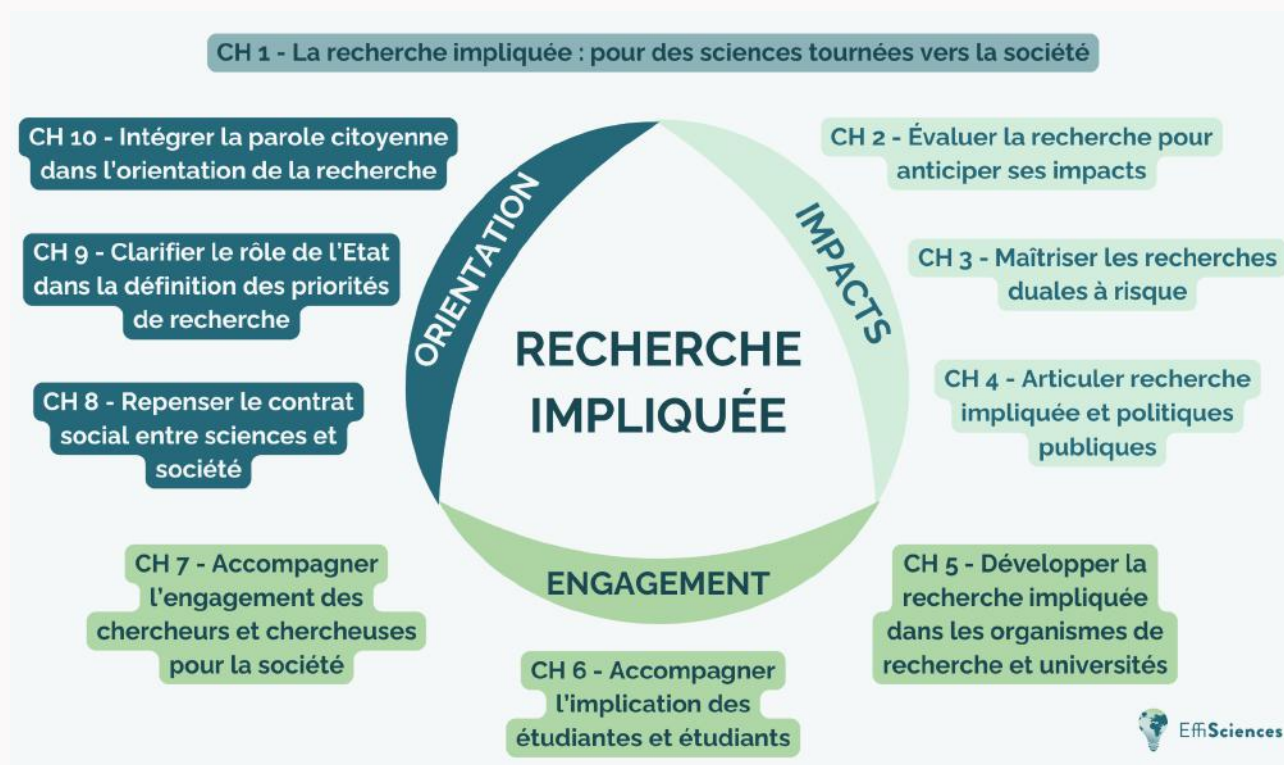 CH 1 - La recherche impliquée : pour des sciences tournées vers la société
CH 10 - Intégrer la parole citoyenne
dans l'orientation de la recherche
CH 9 - Clarifier le rôle de l'Etat
dans la définition des priorités
de recherche
CH 8 - Repenser le contrat
social entre sciences et
société
ORIENTATION
RECHERCHE
IMPLIQUÉE
IMPACTS
ENGAGEMENT
CH 2 - Évaluer la recherche pour
anticiper ses impacts
CH 3 - Maîtriser les recherches
duales à risque
CH 4 - Articuler recherche
impliquée et politiques
publiques
CH 7 - Accompagner
l'engagement des
chercheurs et chercheuses
pour la société
CH 6 - Accompagner
l'implication des
étudiantes et étudiants
CH 5 - Développer la
recherche impliquée
dans les organismes de
recherche et universités
EffiSciences